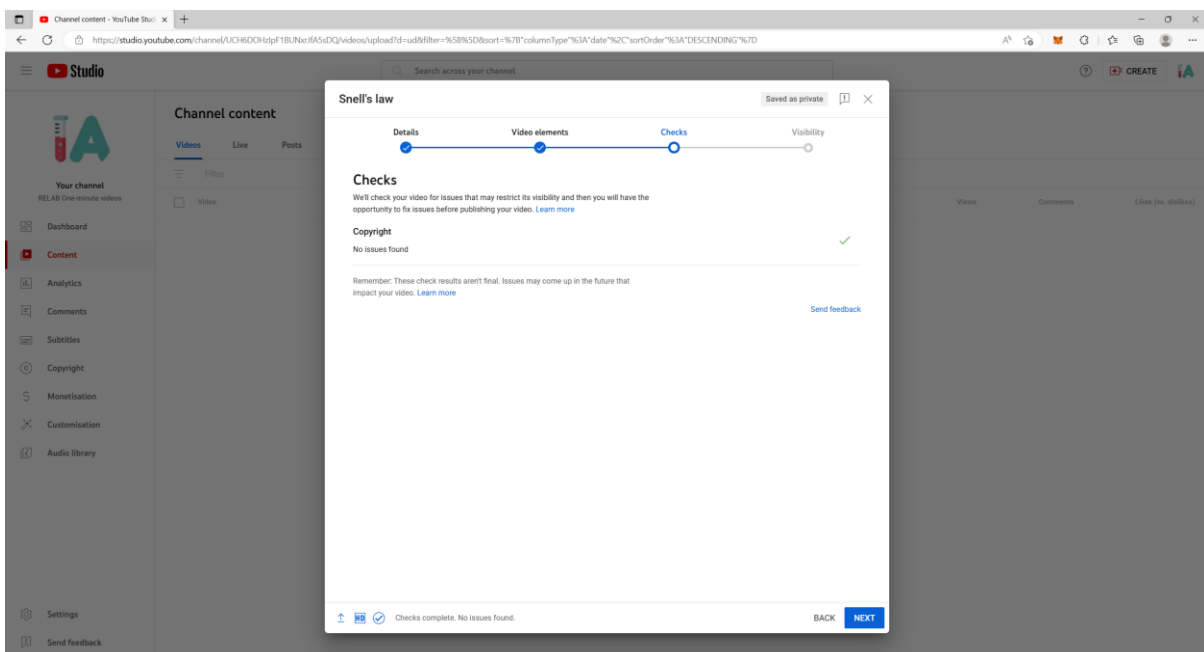 Channel content - YouTube Stud
https://studio.youtube.com/channel/UCH6DOHzlpF1BUNxrJfA5sDQ/videos/upload?d=ud&filter=%5B%5D&sort=%7B"columnType"%3A"date"%2C"sortOrder"%3A"DESCENDING"%7D
Studio
Search across your channel
CREATE
iA
iA
Your channel
RELAB One-minute videos
Dashboard
Content
Analytics
Comments
Subtitles
Copyright
Monetisation
Customisation
Audio library
Settings
Send feedback
Channel content
Videos Live Posts
Filter
Video
Views Comments Likes (vs. dislikes)
Snell's law
Saved as private
Details Video elements Checks Visibility
Checks
We'll check your video for issues that may restrict its visibility and then you will have the
opportunity to fix issues before publishing your video. Learn more
Copyright
No issues found
Remember: These check results aren't final. Issues may come up in the future that
impact your video. Learn more
Send feedback
HD Checks complete. No issues found.
BACK NEXT